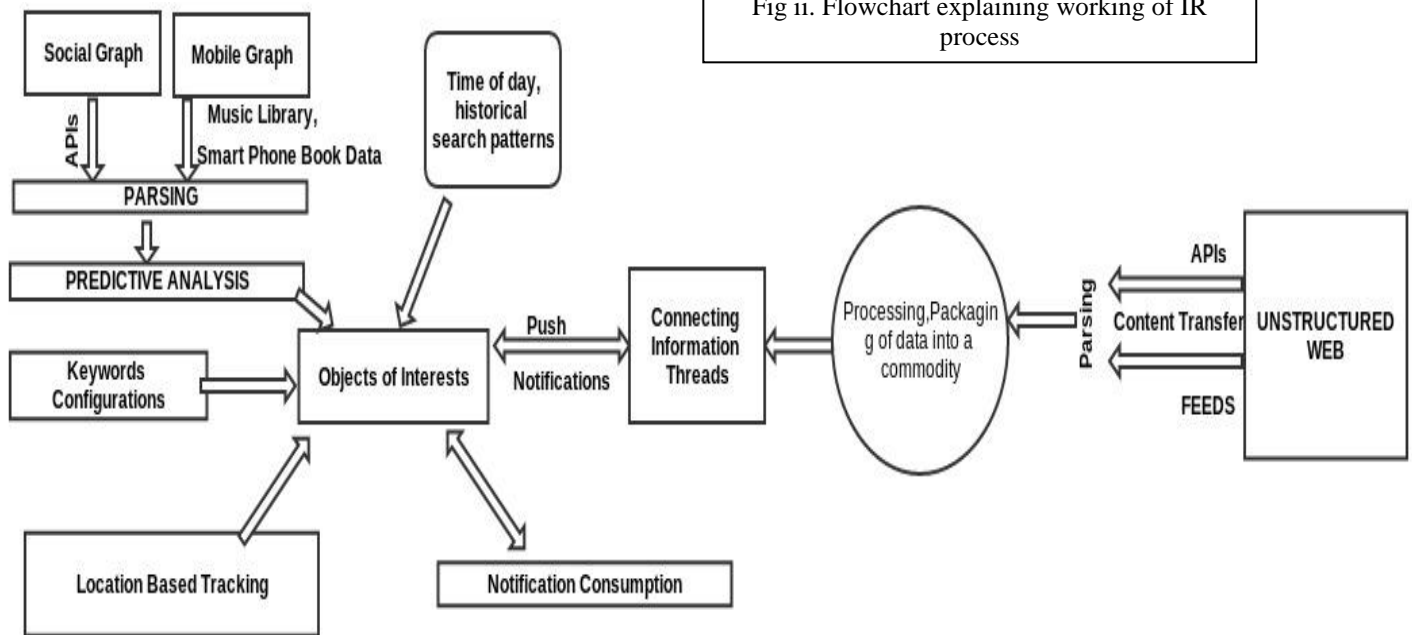 Fig ii. Flowchart explaining working of IR
process
Social Graph
Mobile Graph
APIs
Music Library,
Smart Phone Book Data
PARSING
PREDICTIVE ANALYSIS
Time of day,
historical
search patterns
Keywords
Configurations
Objects of Interests
Push
Notifications
Connecting
Information
Threads
Processing,Packagin
g of data into a
commodity
Parsing
APIs
Content Transfer
FEEDS
UNSTRUCTURED
WEB
Location Based Tracking
Notification Consumption